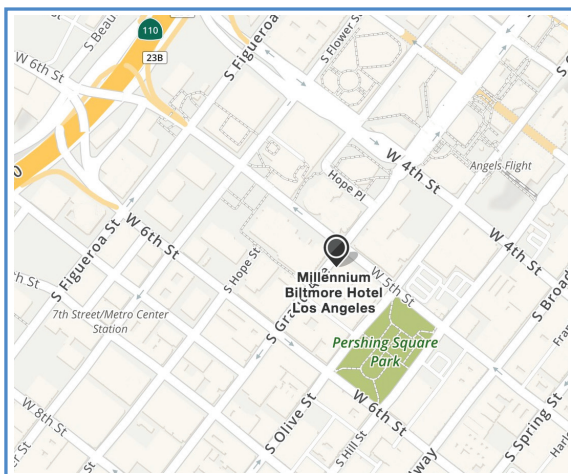 S Beau
110
23B
S Figueroa St
S Flower St
W 6th St
W 4th St
Angels Flight
Hope Pl
W 4th St
S Figueroa St
W 6th St
S Hope St
S Gra
Millennium
Biltmore Hotel
Los Angeles
W 5th St
S Broad
7th Street/Metro Center
Station
Pershing Square
Park
W 8th St
W 6th St
S Olive St
S Hill St
S Spring St